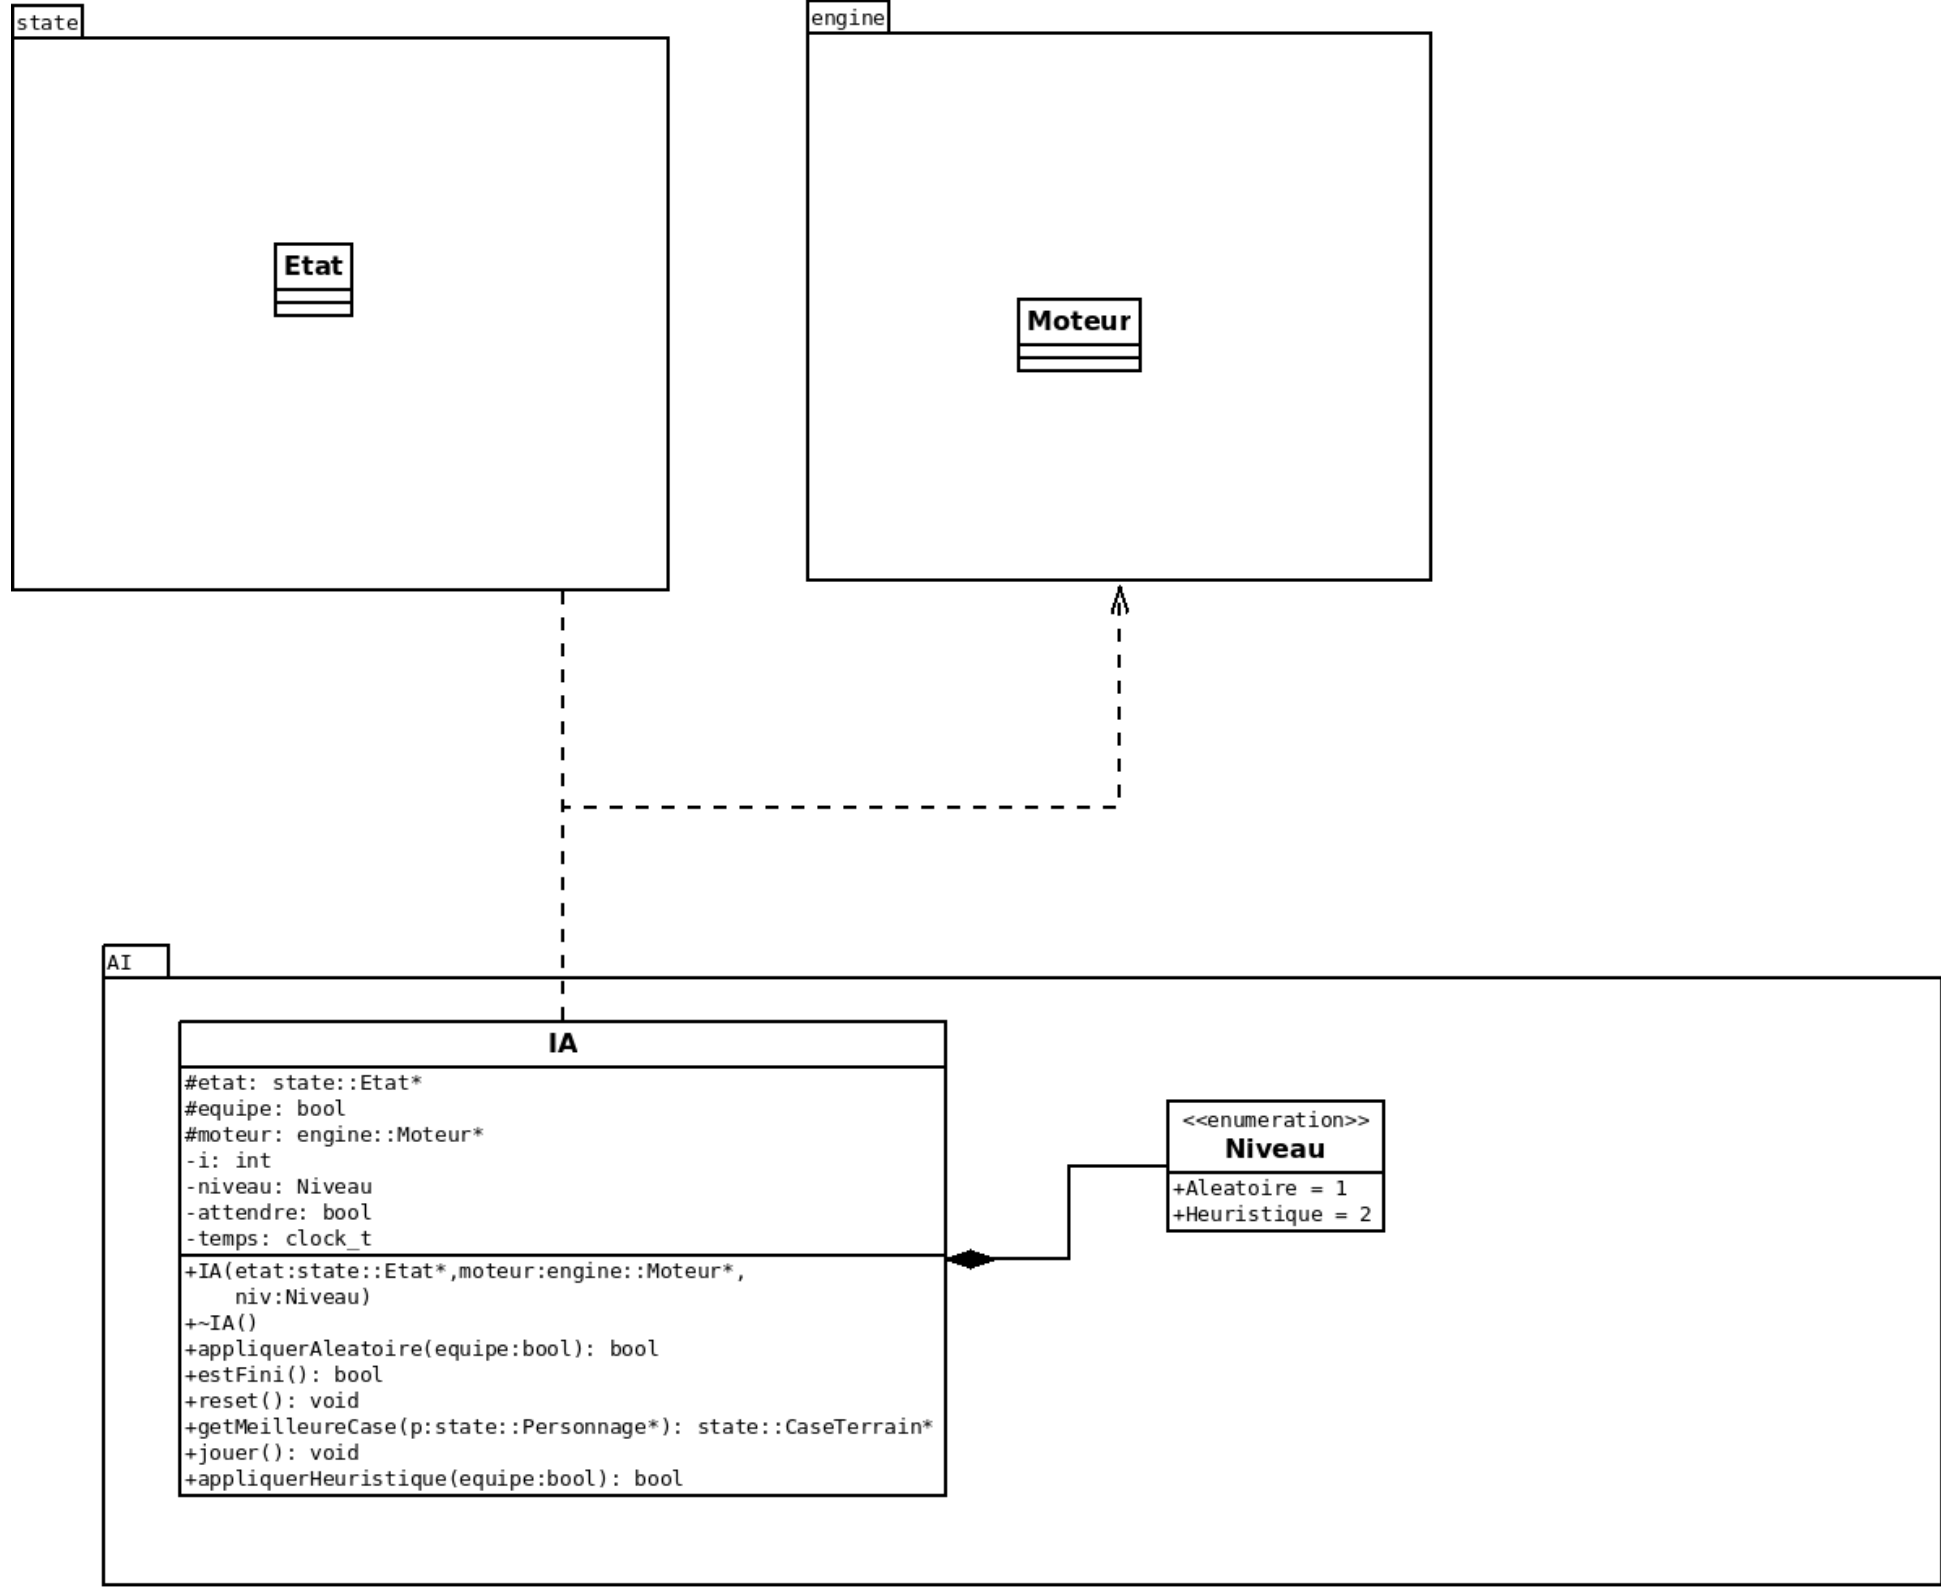 state
engine
Etat
Moteur
AI
IA
#etat: state::Etat*
#equipe: bool
#moteur: engine::Moteur*
-i: int
-niveau: Niveau
-attendre: bool
-temps: clock_t
+IA(etat:state::Etat*,moteur:engine::Moteur*,
niv:Niveau)
+~IA()
+appliquerAleatoire(equipe:bool): bool
+estFini(): bool
+reset(): void
+getMeilleureCase(p:state::Personnage*): state::CaseTerrain*
+jouer(): void
+appliquerHeuristique(equipe:bool): bool
<<enumeration>>
Niveau
+Aleatoire = 1
+Heuristique = 2